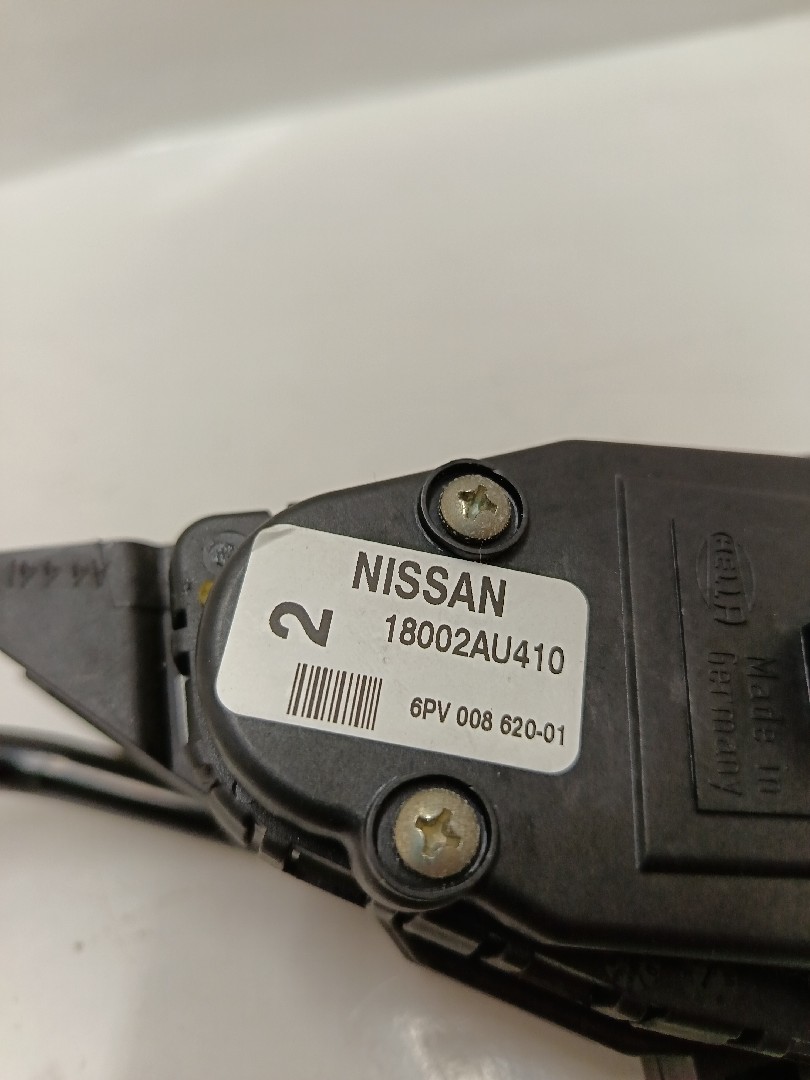 NISSAN
2
18002AU410
6PV 008 620-01
HELLA
Made in
Germany